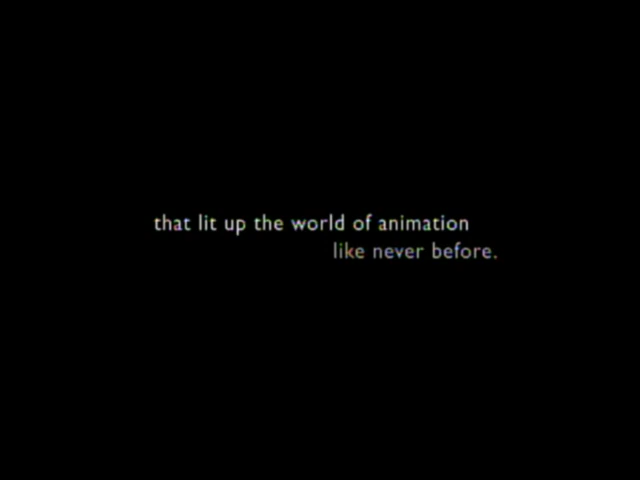 that lit up the world of animation
like never before.